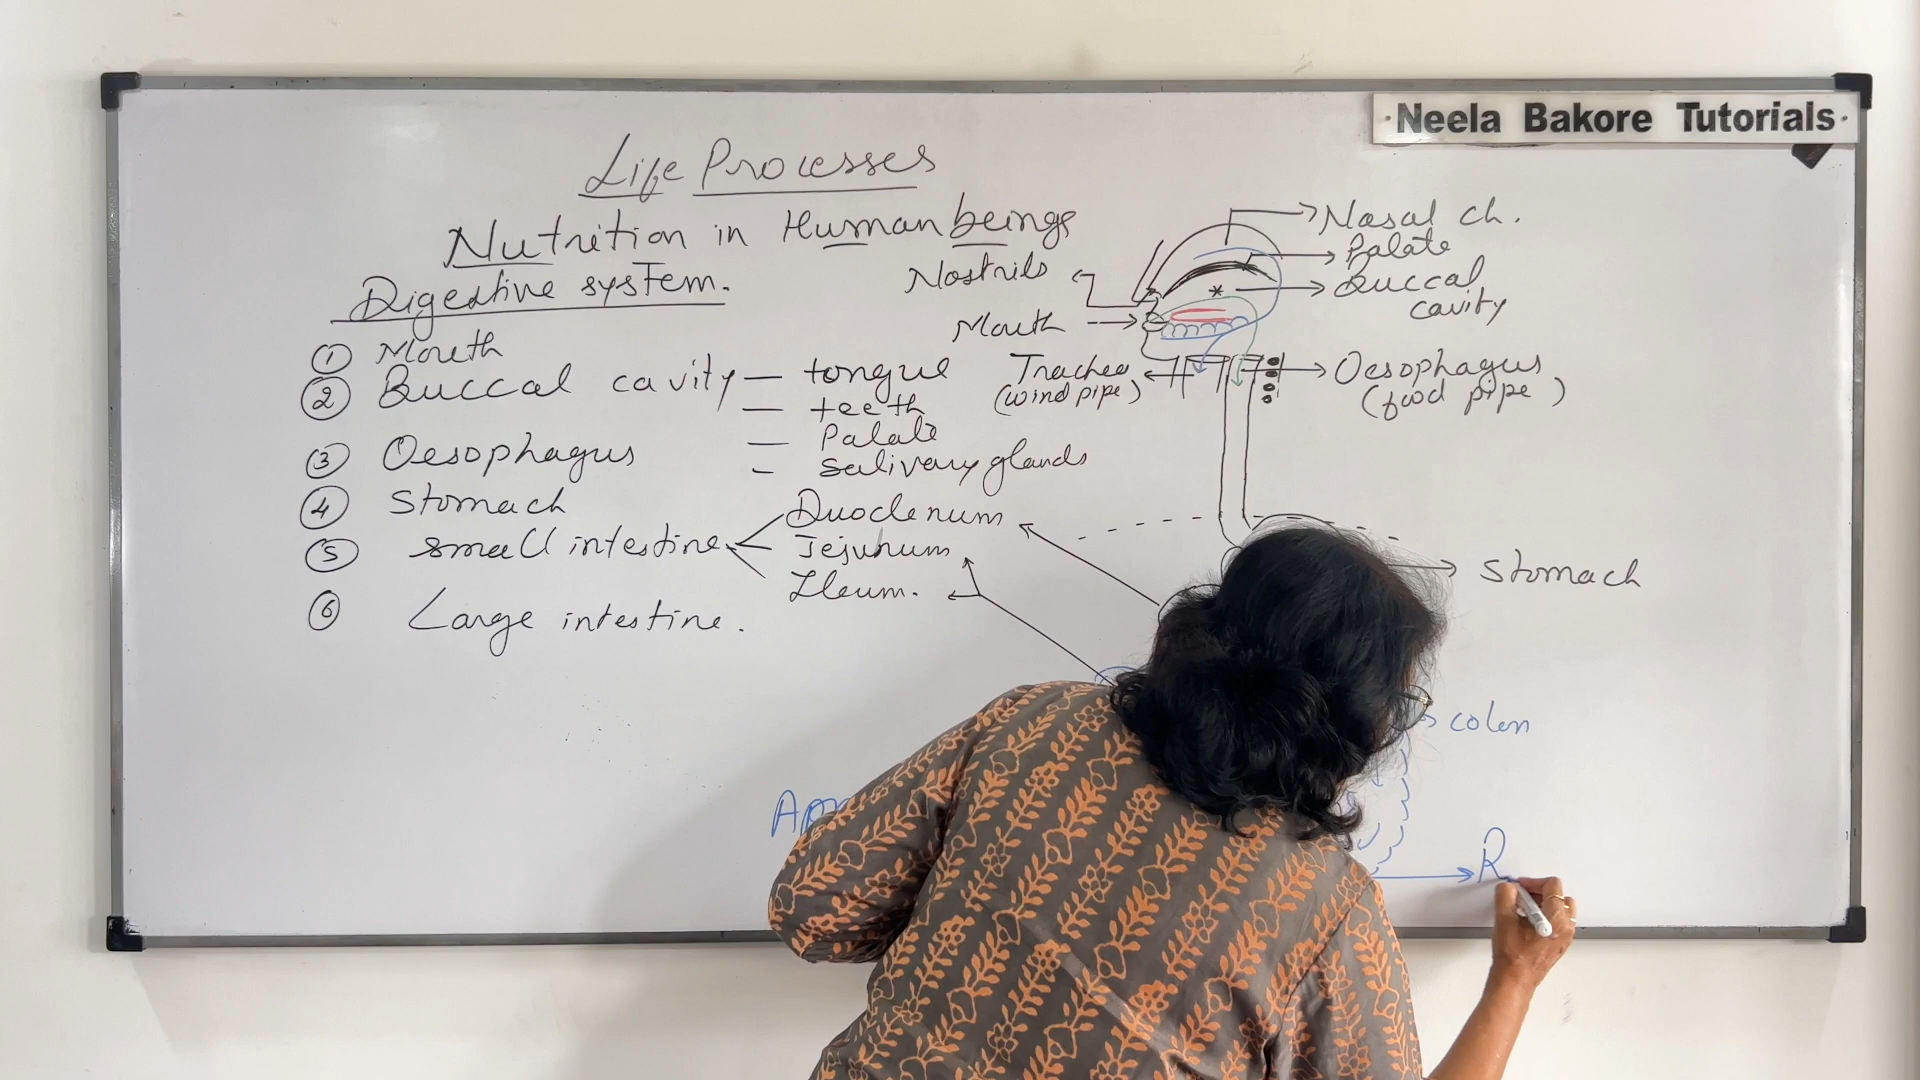 Neela Bakore Tutorials
Life Processes
Nutrition in Human beings
Digestive system.
① Mouth
② Buccal cavity — tongue
— teeth
— Palate
— Salivary glands
③ Oesophagus
④ Stomach
⑤ small intestine
Duodenum
Jejunum
Ileum.
⑥ Large intestine.
Nasal ch.
Palate
Buccal
cavity
Nostrils
Mouth
Trachea
(wind pipe)
Oesophagus
(food pipe)
Stomach
colon
R